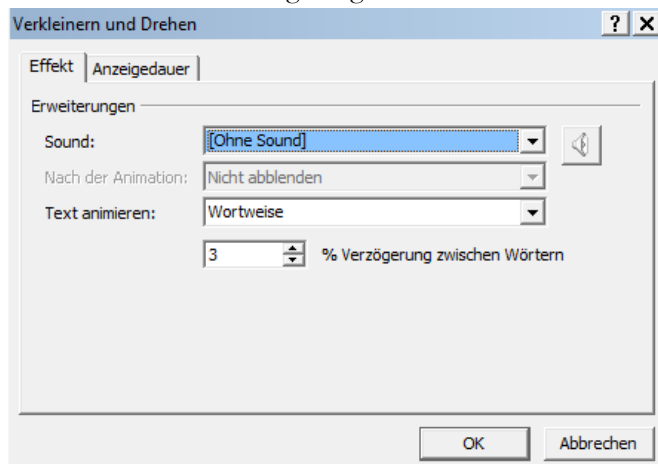 Verkleinern und Drehen
Effekt Anzeigedauer
Erweiterungen
Sound: [Ohne Sound]
Nach der Animation: Nicht abblenden
Text animieren: Wortweise
3 % Verzögerung zwischen Wörtern
OK Abbrechen